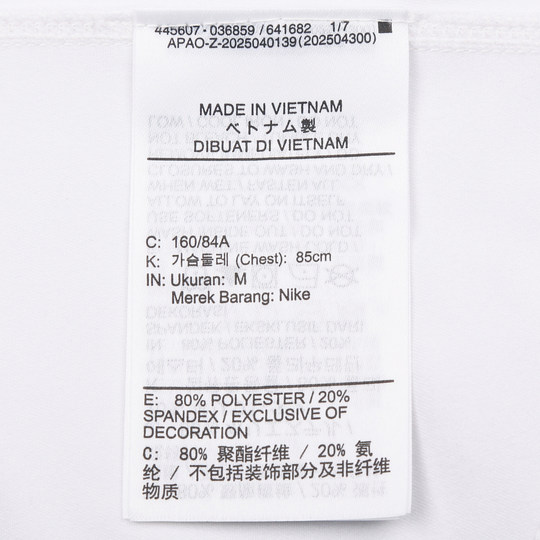 445607-036859 / 641682 1/7
APAO-Z-2025040139(202504300)
MADE IN VIETNAM
ベトナム製
DIBUAT DI VIETNAM
C: 160/84A
K: 가슴둘레 (Chest): 85cm
IN: Ukuran: M
Merek Barang: Nike
E: 80% POLYESTER / 20%
SPANDEX / EXCLUSIVE OF
DECORATION
C: 80% 聚酯纤维 / 20% 氨
纶 / 不包括装饰部分及非纤维
物质